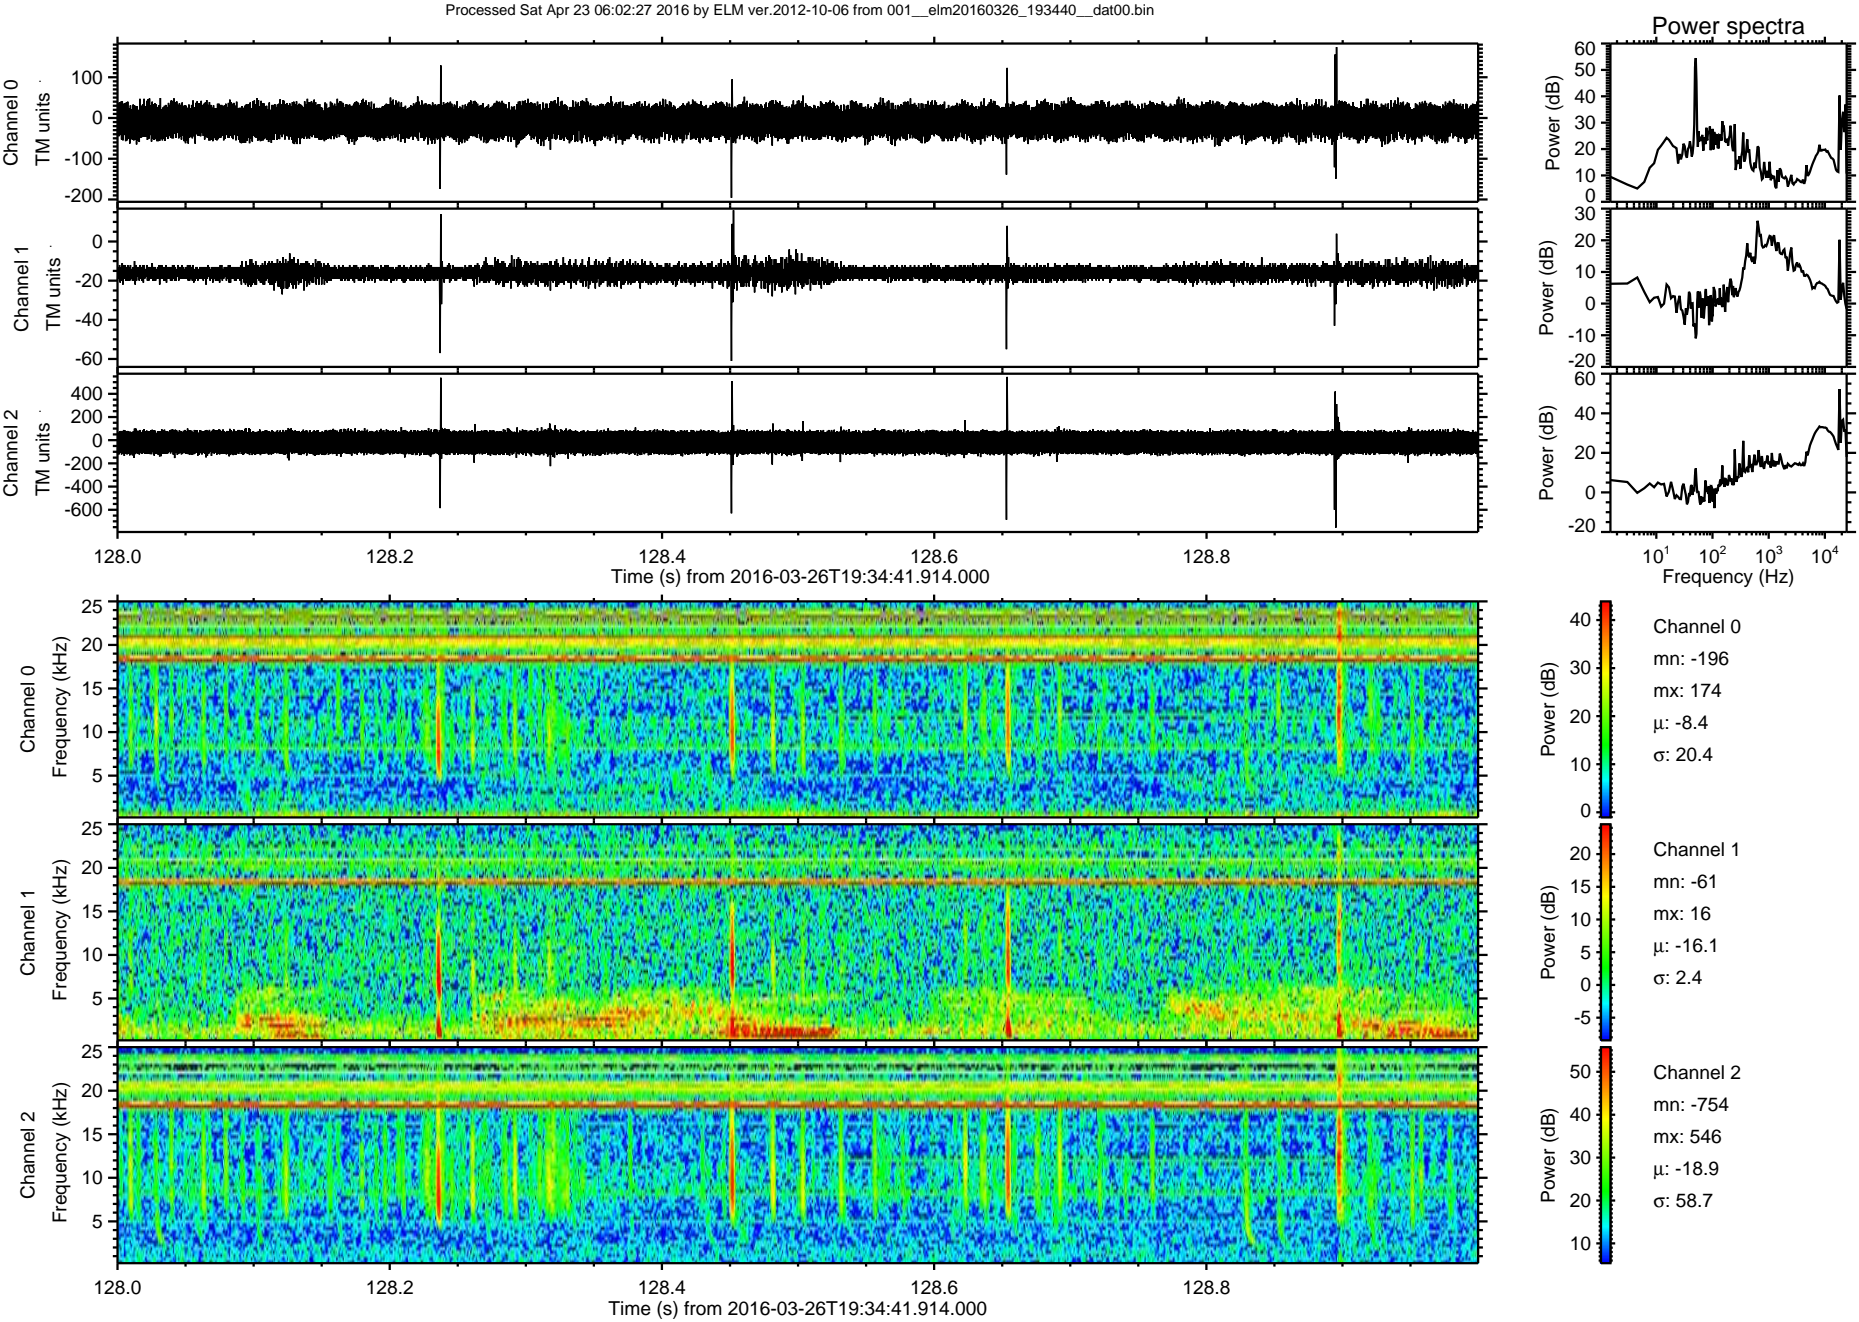 Processed Sat Apr 23 06:02:27 2016 by ELM ver.2012-10-06 from 001__elm20160326_193440__dat00.bin
Power spectra
Channel 0
TM units
100
0
-100
-200
Power (dB)
60
50
40
30
20
10
0
Channel 1
TM units
0
-20
-40
-60
Power (dB)
30
20
10
0
-10
-20
Channel 2
TM units
400
200
0
-200
-400
-600
Power (dB)
60
40
20
0
-20
128.0 128.2 128.4 128.6 128.8
Time (s) from 2016-03-26T19:34:41.914.000
10¹ 10² 10³ 10⁴
Frequency (Hz)
Channel 0
Frequency (kHz)
25
20
15
10
5
Power (dB)
40
30
20
10
0
Channel 0
mn: -196
mx: 174
μ: -8.4
σ: 20.4
Channel 1
Frequency (kHz)
25
20
15
10
5
Power (dB)
20
15
10
5
0
-5
Channel 1
mn: -61
mx: 16
μ: -16.1
σ: 2.4
Channel 2
Frequency (kHz)
25
20
15
10
5
Power (dB)
50
40
30
20
10
Channel 2
mn: -754
mx: 546
μ: -18.9
σ: 58.7
128.0 128.2 128.4 128.6 128.8
Time (s) from 2016-03-26T19:34:41.914.000